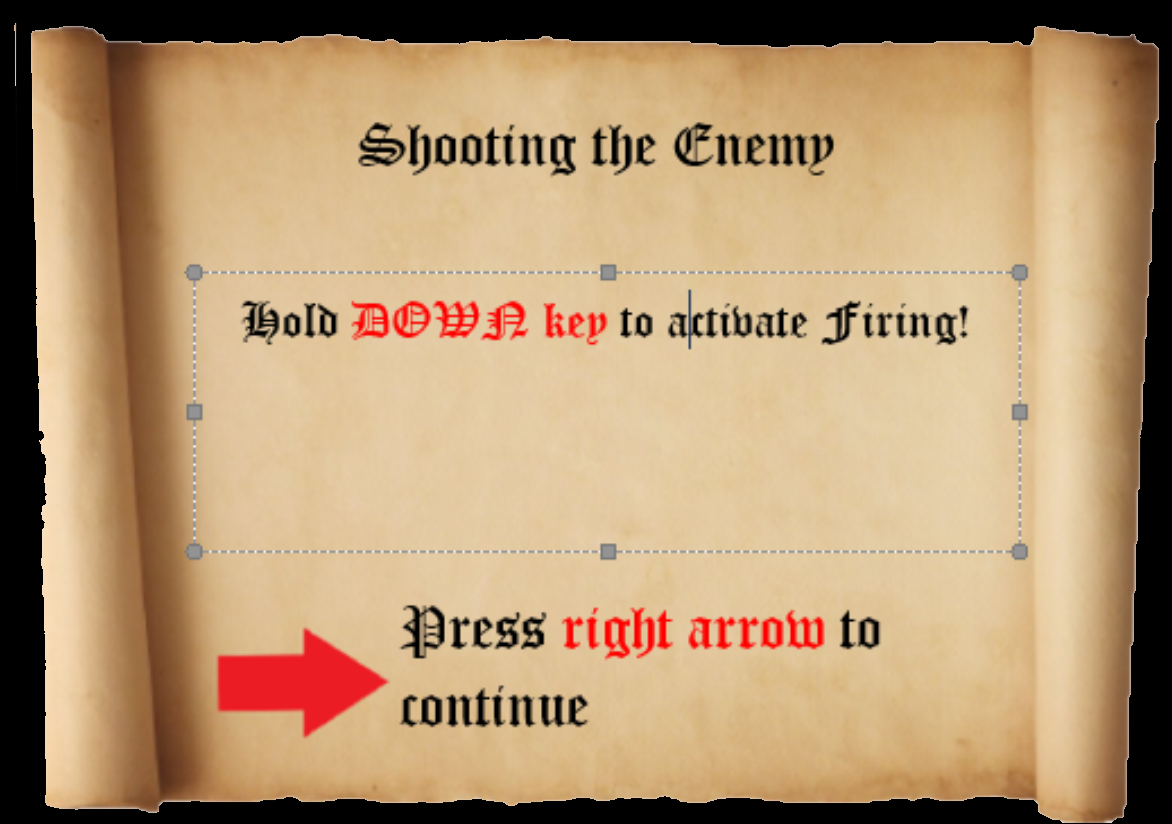 Shooting the Enemy
Hold DOWN key to activate Firing!
Press right arrow to
continue